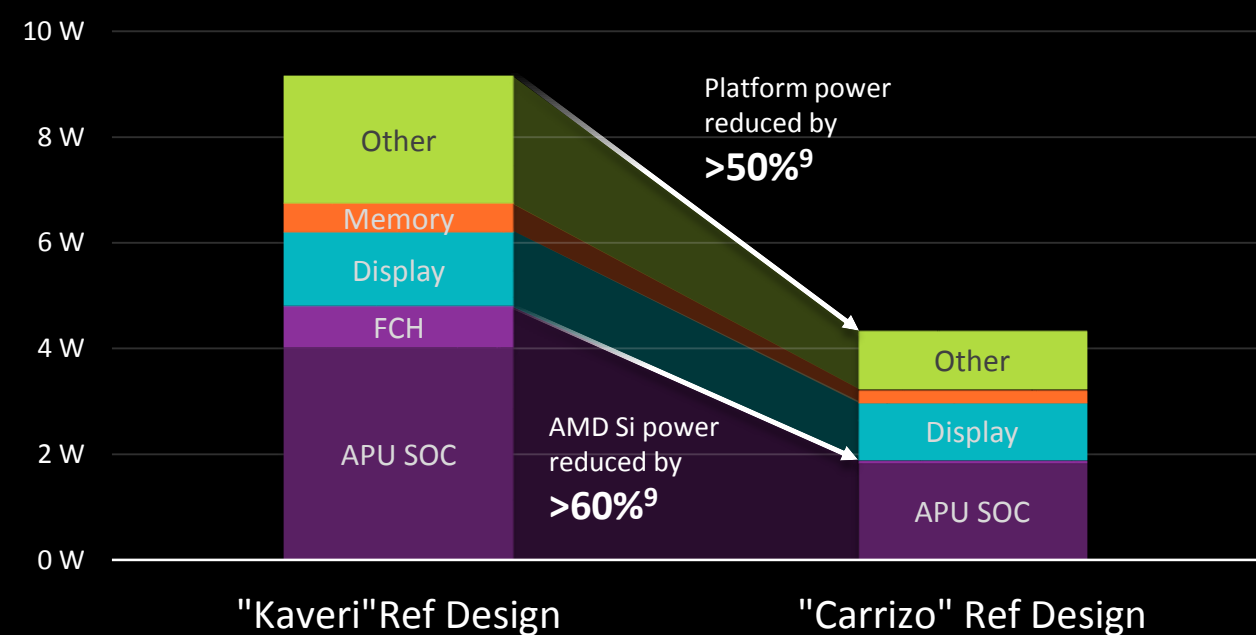 10 W
8 W
6 W
4 W
2 W
0 W
Other
Memory
Display
FCH
APU SOC
Platform power
reduced by
>50%⁹
AMD Si power
reduced by
>60%⁹
Other
Display
APU SOC
"Kaveri"Ref Design
"Carrizo" Ref Design